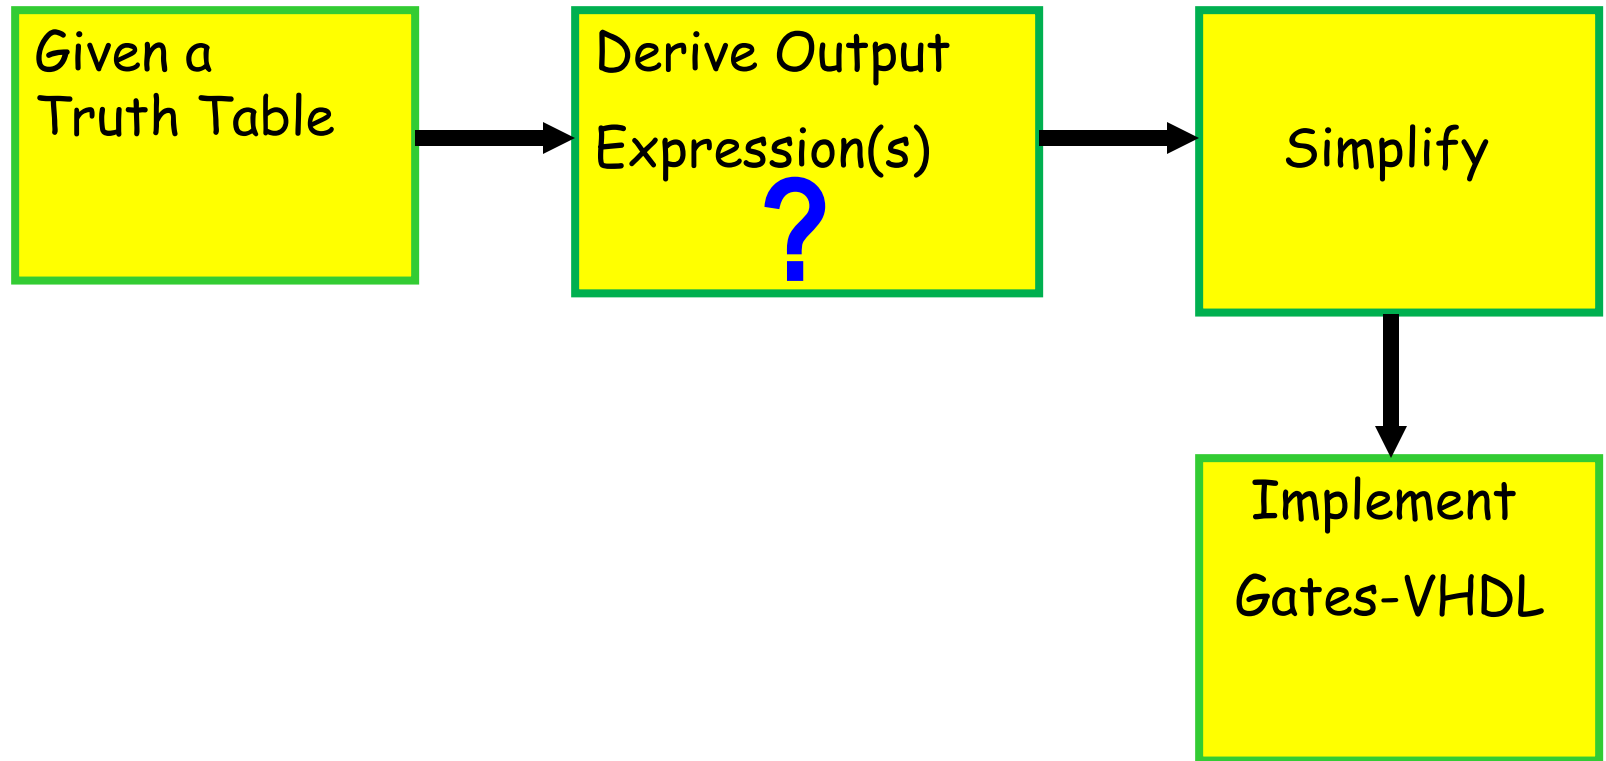 Given a
Truth Table
Derive Output
Expression(s)
?
Simplify
Implement
Gates-VHDL